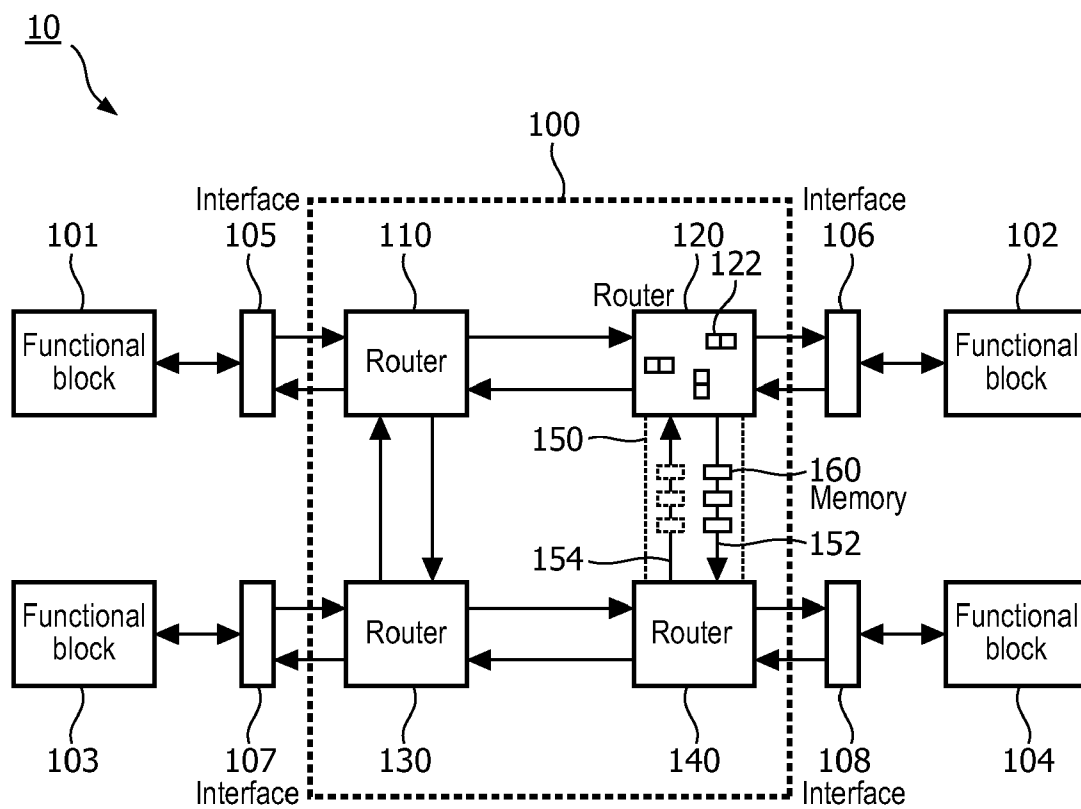 10
100
Interface
Interface
101
105
110
120
106
102
122
Router
Functional
block
Router
Functional
block
150
160
Memory
152
154
Functional
block
Router
Router
Functional
block
103
107
130
140
108
104
Interface
Interface